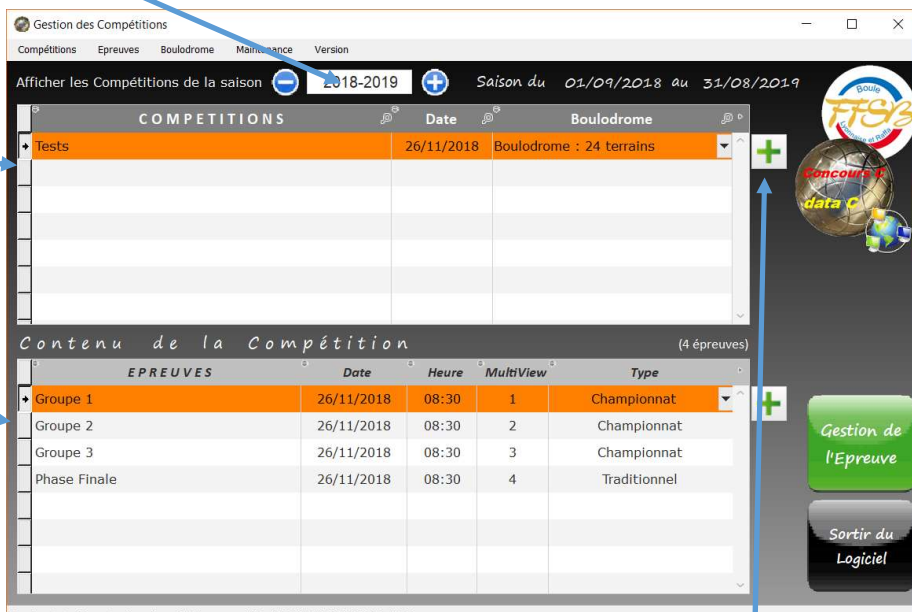 Gestion des Compétitions
Compétitions Epreuves Boulodrome Maintenance Version
Afficher les Compétitions de la saison 2018-2019 Saison du 01/09/2018 au 31/08/2019
COMPETITIONS Date Boulodrome
Tests 26/11/2018 Boulodrome : 24 terrains
Boule
FFSB
Lyonnaise et Raffa
Concours C
data C
Contenu de la Compétition (4 épreuves)
EPREUVES Date Heure MultiView Type
Groupe 1 26/11/2018 08:30 1 Championnat
Groupe 2 26/11/2018 08:30 2 Championnat
Groupe 3 26/11/2018 08:30 3 Championnat
Phase Finale 26/11/2018 08:30 4 Traditionnel
Gestion de
l'Epreuve
Sortir du
Logiciel